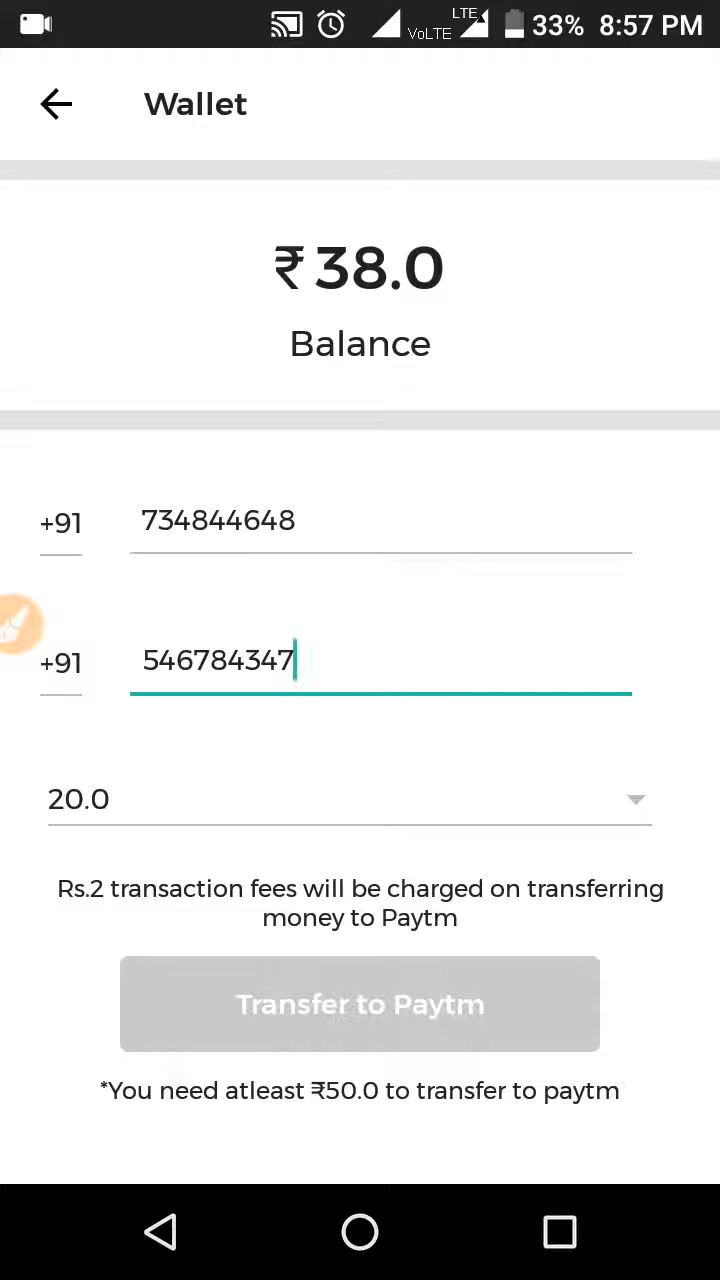 VoLTE LTE 33% 8:57 PM
Wallet
₹38.0
Balance
+91 734844648
+91 546784347
20.0
Rs.2 transaction fees will be charged on transferring
money to Paytm
Transfer to Paytm
*You need atleast ₹50.0 to transfer to paytm